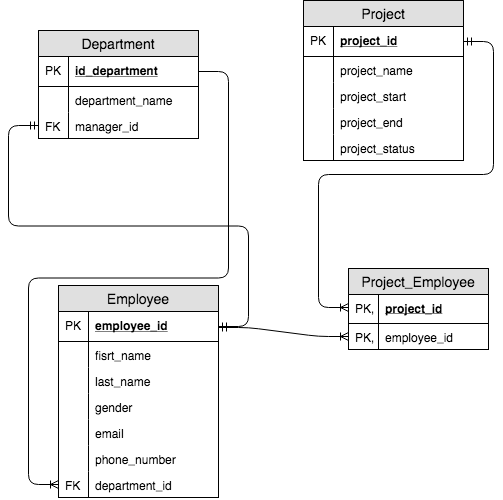 Project
PK project_id
project_name
project_start
project_end
project_status
Department
PK id_department
department_name
FK manager_id
Project_Employee
PK, project_id
PK, employee_id
Employee
PK employee_id
fisrt_name
last_name
gender
email
phone_number
FK department_id